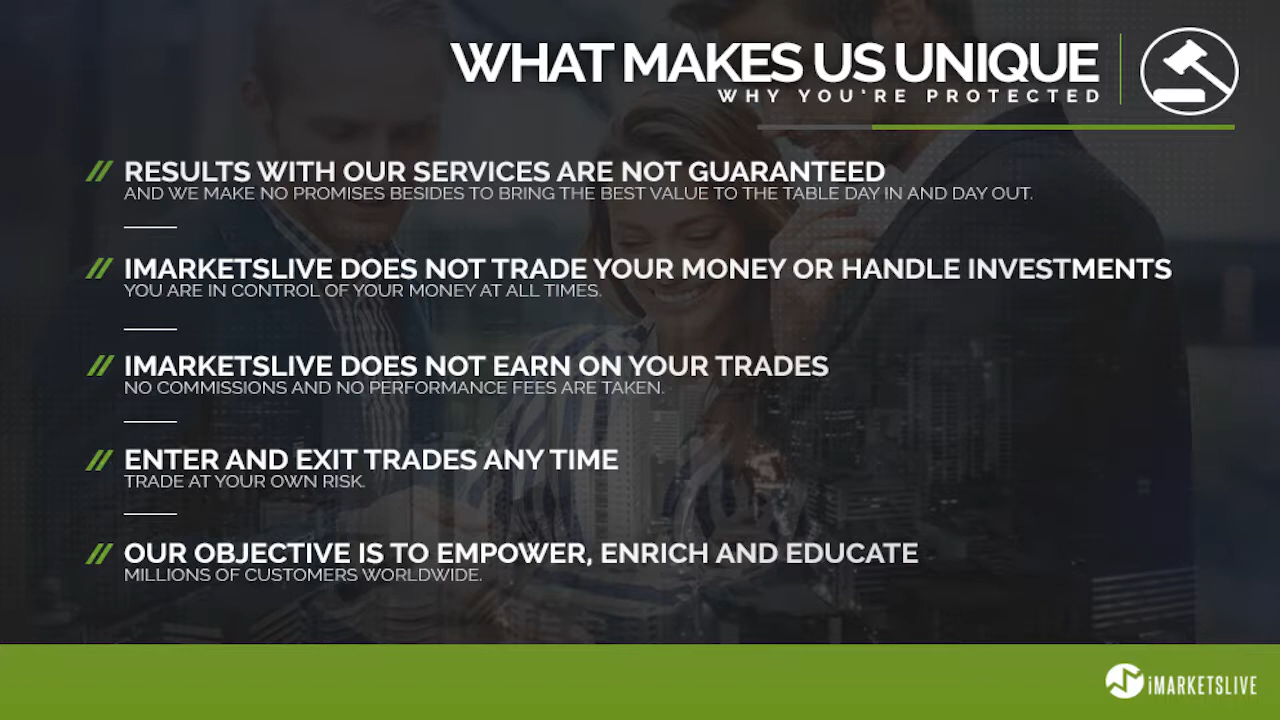 WHAT MAKES US UNIQUE
WHY YOU'RE PROTECTED
// RESULTS WITH OUR SERVICES ARE NOT GUARANTEED
AND WE MAKE NO PROMISES BESIDES TO BRING THE BEST VALUE TO THE TABLE DAY IN AND DAY OUT.
// IMARKETSLIVE DOES NOT TRADE YOUR MONEY OR HANDLE INVESTMENTS
YOU ARE IN CONTROL OF YOUR MONEY AT ALL TIMES.
// IMARKETSLIVE DOES NOT EARN ON YOUR TRADES
NO COMMISSIONS AND NO PERFORMANCE FEES ARE TAKEN.
// ENTER AND EXIT TRADES ANY TIME
TRADE AT YOUR OWN RISK.
// OUR OBJECTIVE IS TO EMPOWER, ENRICH AND EDUCATE
MILLIONS OF CUSTOMERS WORLDWIDE.
iMARKETSLIVE